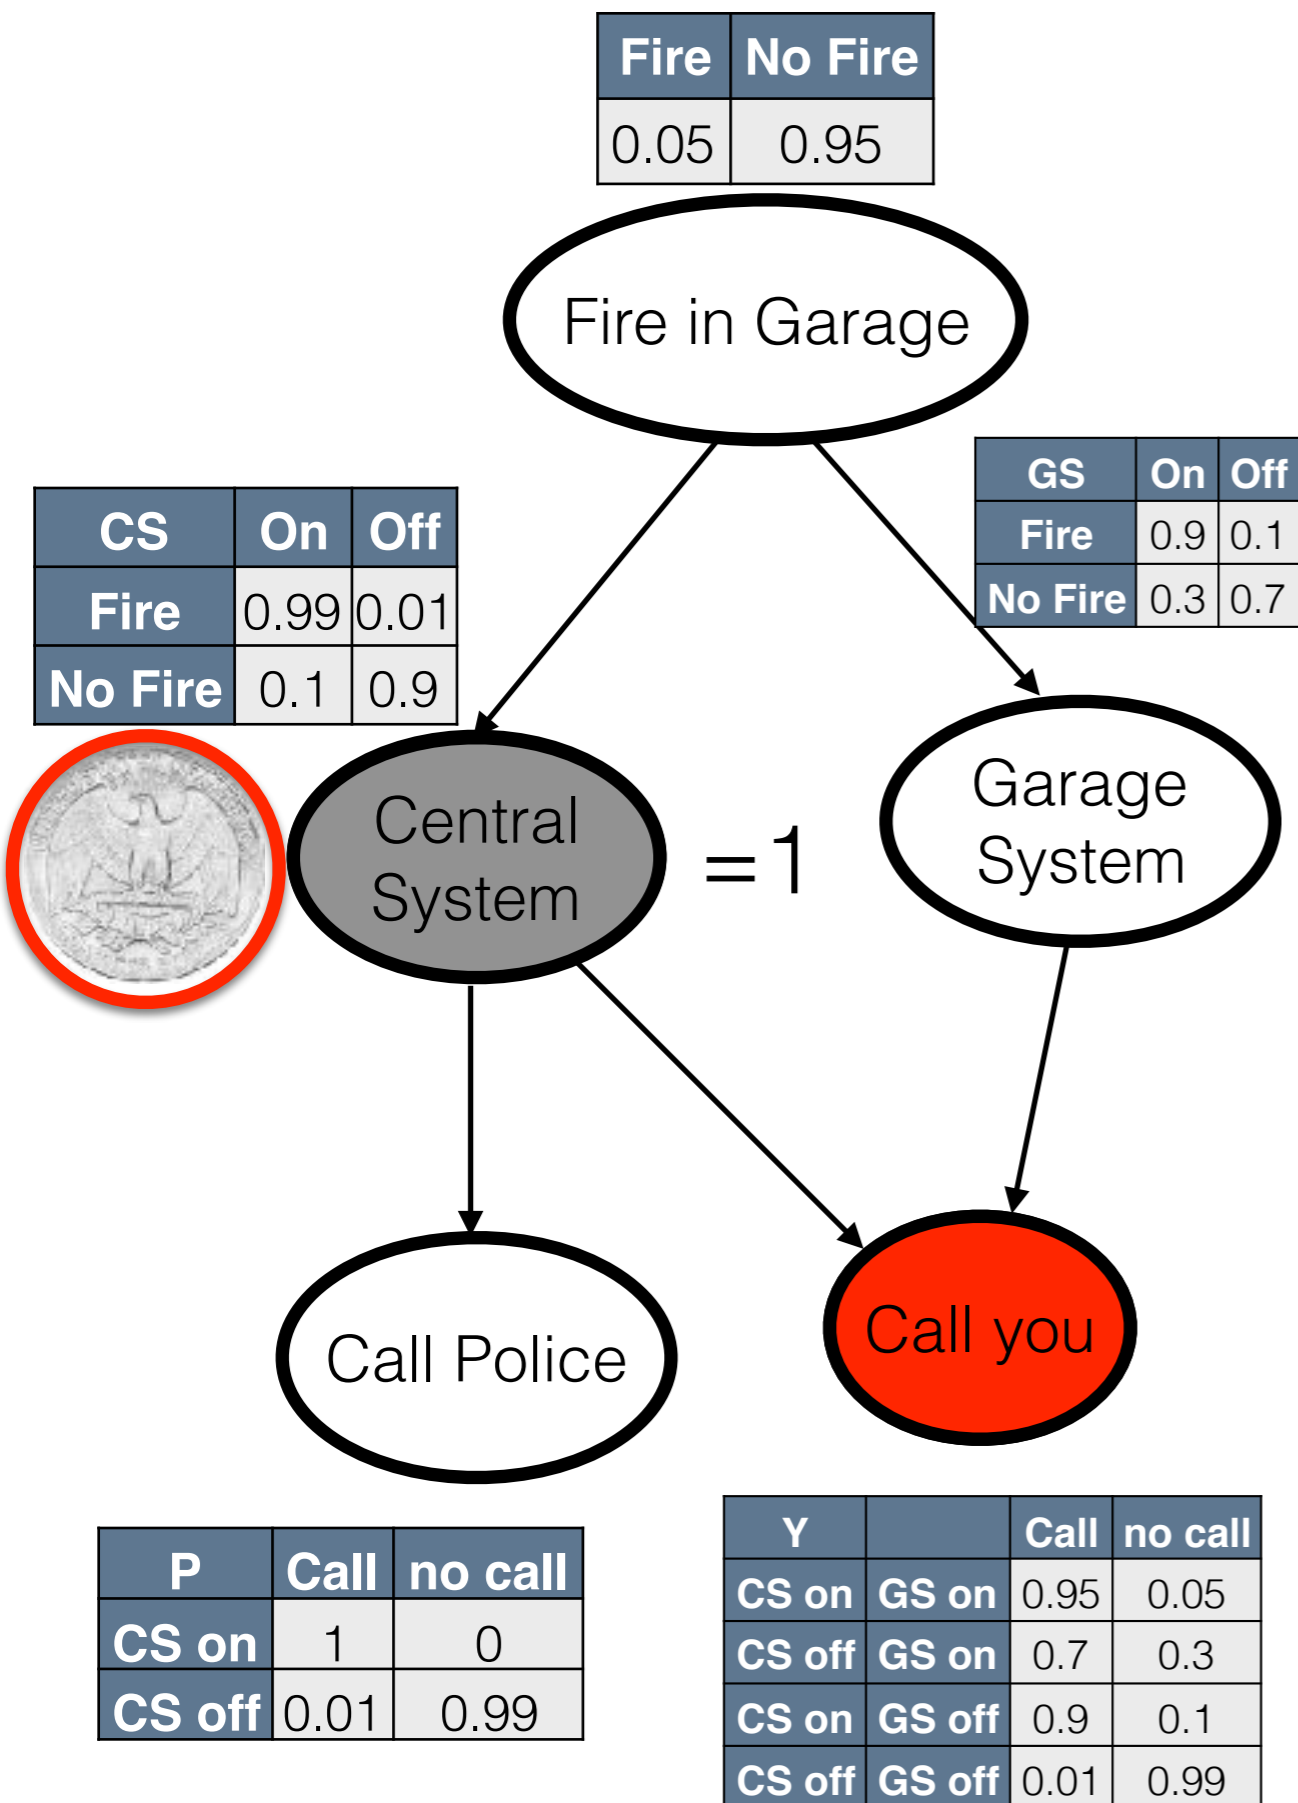 Fire No Fire
0.05 0.95
Fire in Garage
GS On Off
Fire 0.9 0.1
No Fire 0.3 0.7
CS On Off
Fire 0.99 0.01
No Fire 0.1 0.9
Central
System
=1
Garage
System
Call Police
Call you
P Call no call
CS on 1 0
CS off 0.01 0.99
Y Call no call
CS on GS on 0.95 0.05
CS off GS on 0.7 0.3
CS on GS off 0.9 0.1
CS off GS off 0.01 0.99